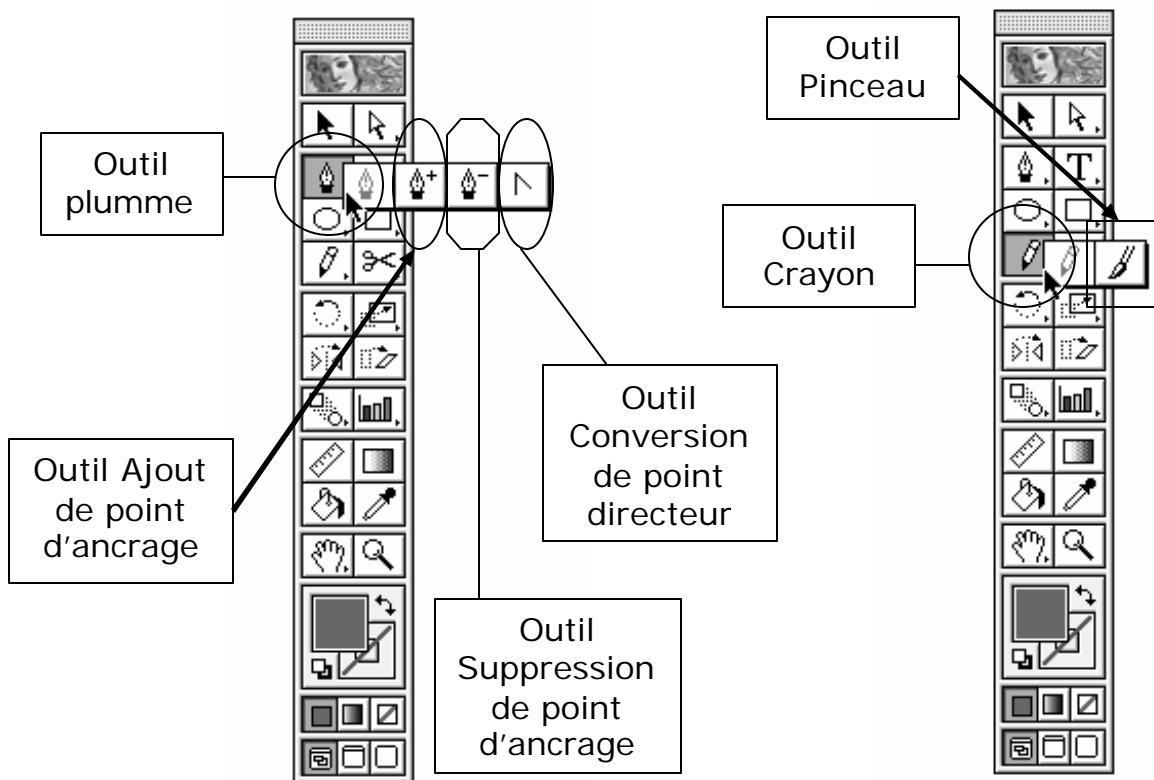 Outil
plumme
Outil Ajout
de point
d'ancrage
Outil
Suppression
de point
d'ancrage
Outil
Conversion
de point
directeur
Outil
Pinceau
T
Outil
Crayon